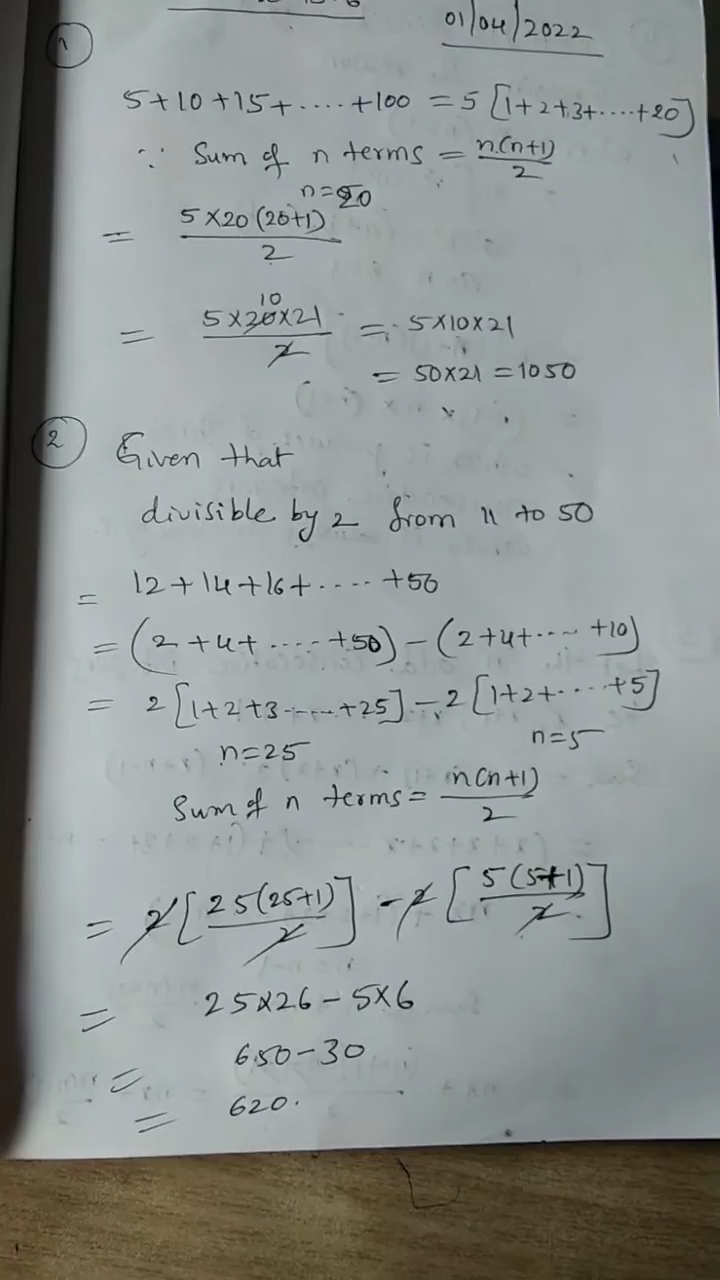 01/04/2022
1
5+10+15+....+100 = 5 [1+2+3+....+20]
∵ Sum of n terms = n.(n+1)/2
n=20
= 5×20(20+1)/2
= 5×20×21/2 = 5×10×21
10
= 50×21 = 1050
2 Given that
divisible by 2 from 11 to 50
= 12+14+16+....+50
= (2+4+....+50)-(2+4+....+10)
= 2[1+2+3.....+25]-2[1+2+....+5]
n=25 n=5
Sum of n terms = n(n+1)/2
= 2[25(25+1)/2] - 2[5(5+1)/2]
= 25×26-5×6
= 650-30
= 620.